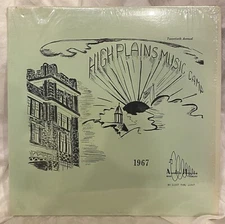 Twentieth Annual
HIGH PLAINS MUSIC CAMP
1967